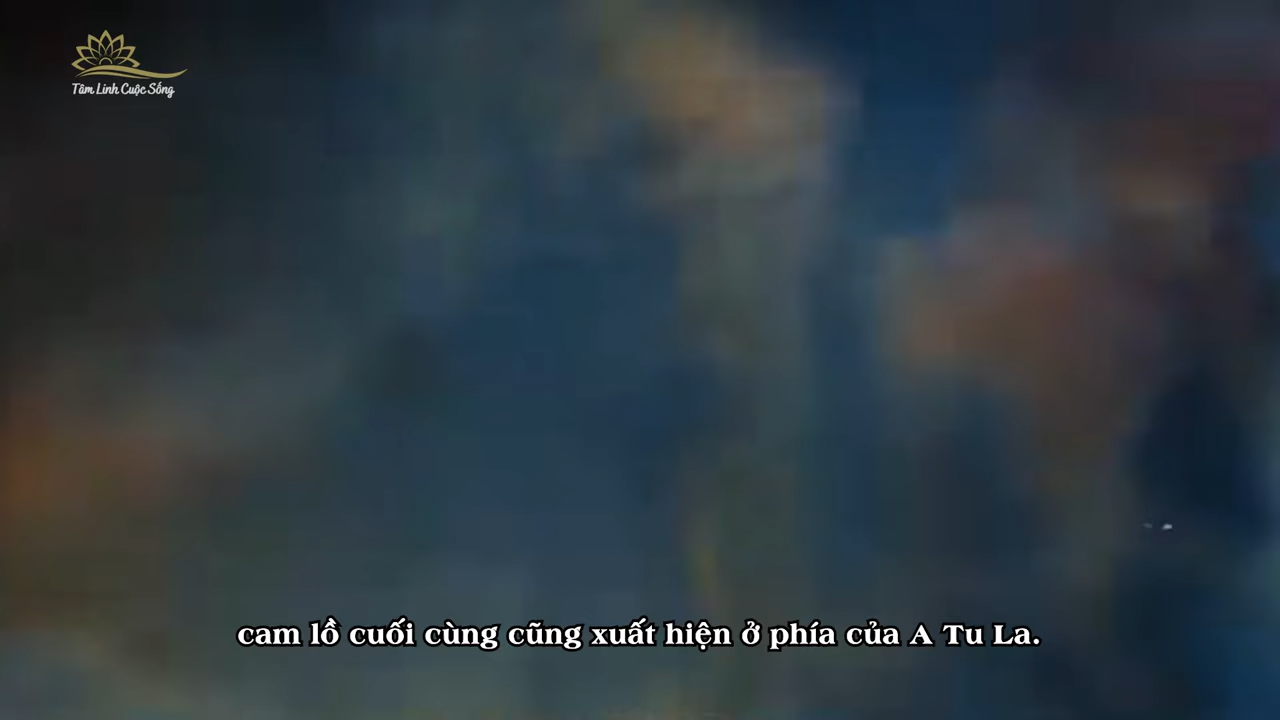 Tâm Linh Cuộc Sống
cam lồ cuối cùng cũng xuất hiện ở phía của A Tu La.